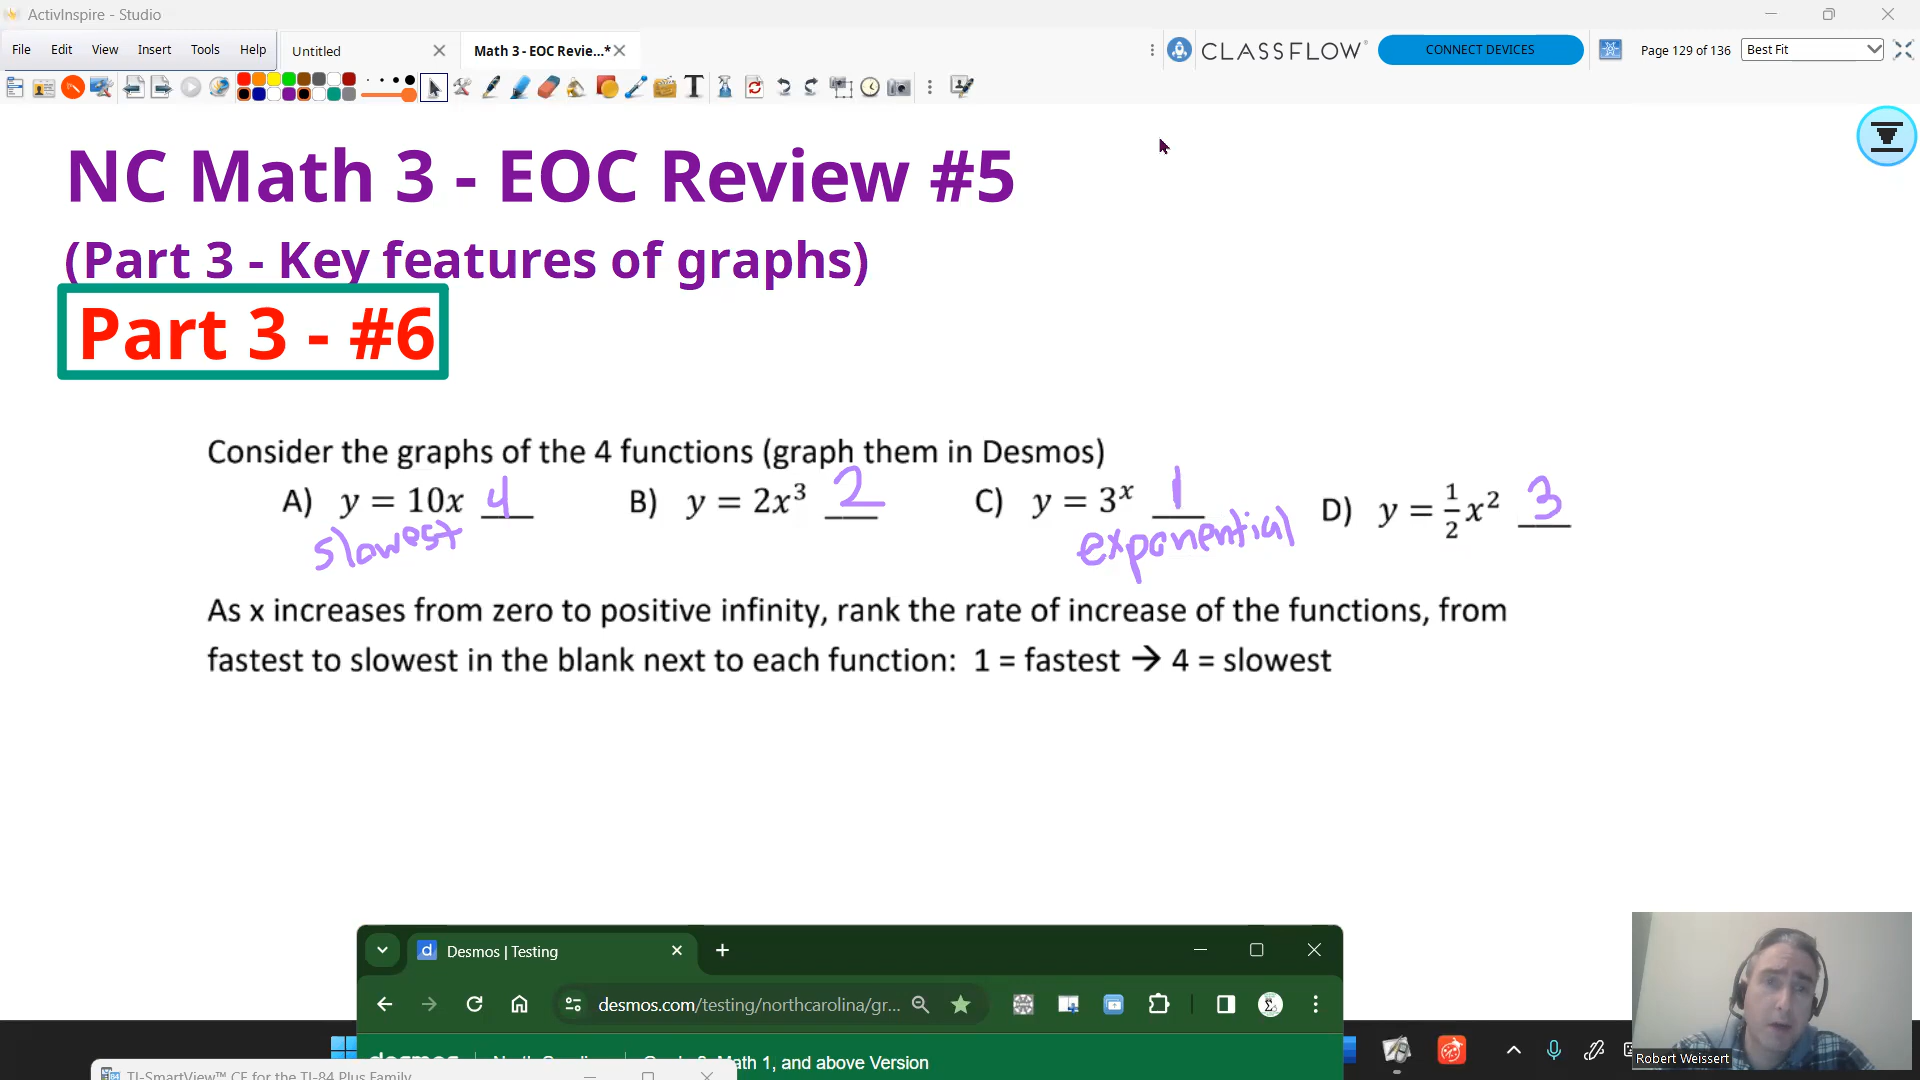 ActivInspire - Studio
File Edit View Insert Tools Help
Untitled
Math 3 - EOC Revie...*
CLASSFLOW
CONNECT DEVICES
Page 129 of 136
Best Fit
NC Math 3 - EOC Review #5
(Part 3 - Key features of graphs)
Part 3 - #6
Consider the graphs of the 4 functions (graph them in Desmos)
A) y = 10x 4 B) y = 2x³ 2 C) y = 3ˣ 1 D) y = ½x² 3
slowest exponential
As x increases from zero to positive infinity, rank the rate of increase of the functions, from
fastest to slowest in the blank next to each function: 1 = fastest → 4 = slowest
Desmos | Testing
desmos.com/testing/northcarolina/gr...
desmos
ath 1, and above Version
TI-SmartView™ CE for the TI-84 Plus Family
Robert Weissert